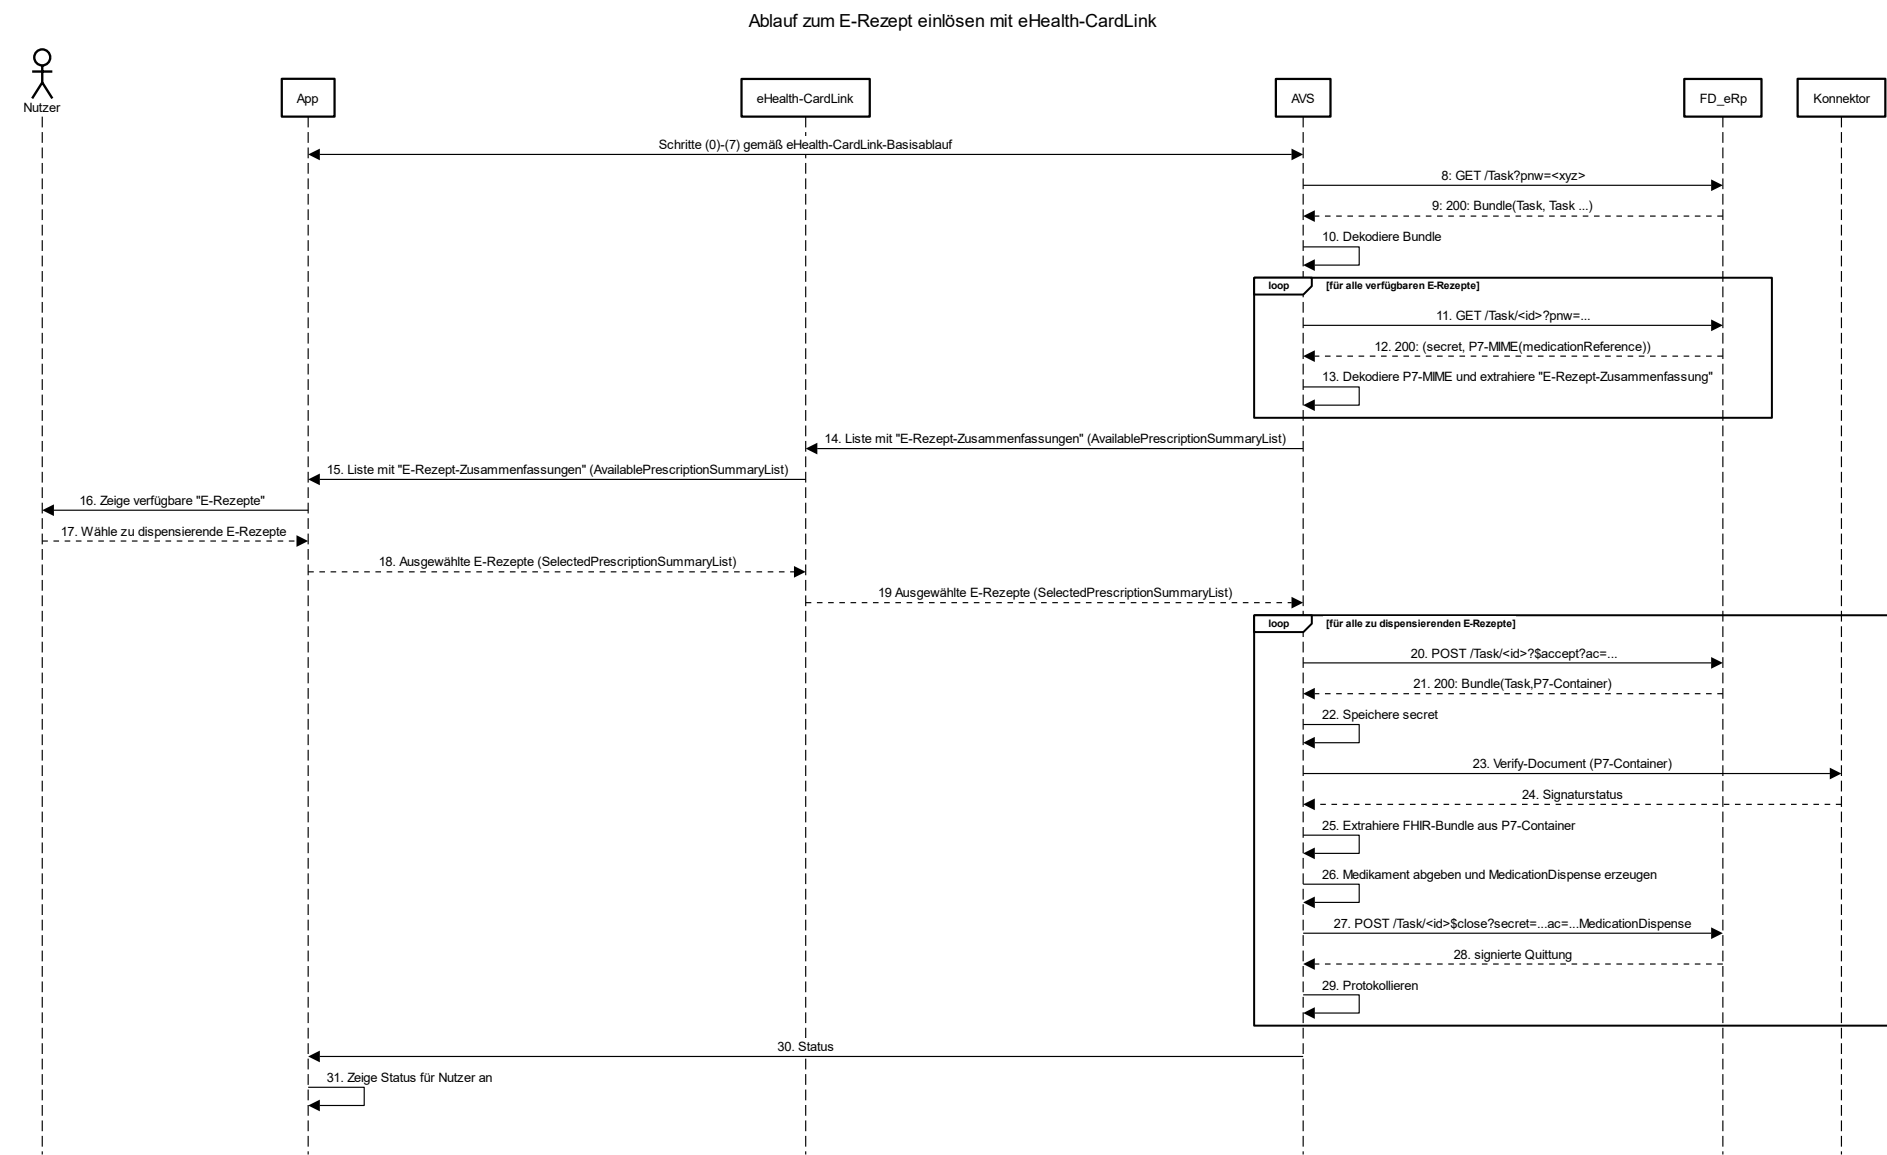 Ablauf zum E-Rezept einlösen mit eHealth-CardLink
Nutzer
App
eHealth-CardLink
AVS
FD_eRp
Konnektor
Schritte (0)-(7) gemäß eHealth-CardLink-Basisablauf
8: GET /Task?pnw=<xyz>
9: 200: Bundle(Task, Task ...)
10. Dekodiere Bundle
loop
[für alle verfügbaren E-Rezepte]
11. GET /Task/<id>?pnw=...
12. 200: (secret, P7-MIME(medicationReference))
13. Dekodiere P7-MIME und extrahiere "E-Rezept-Zusammenfassung"
14. Liste mit "E-Rezept-Zusammenfassungen" (AvailablePrescriptionSummaryList)
15. Liste mit "E-Rezept-Zusammenfassungen" (AvailablePrescriptionSummaryList)
16. Zeige verfügbare "E-Rezepte"
17. Wähle zu dispensierende E-Rezepte
18. Ausgewählte E-Rezepte (SelectedPrescriptionSummaryList)
19 Ausgewählte E-Rezepte (SelectedPrescriptionSummaryList)
loop
[für alle zu dispensierenden E-Rezepte]
20. POST /Task/<id>?$accept?ac=...
21. 200: Bundle(Task,P7-Container)
22. Speichere secret
23. Verify-Document (P7-Container)
24. Signaturstatus
25. Extrahiere FHIR-Bundle aus P7-Container
26. Medikament abgeben und MedicationDispense erzeugen
27. POST /Task/<id>$close?secret=...ac=...MedicationDispense
28. signierte Quittung
29. Protokollieren
30. Status
31. Zeige Status für Nutzer an